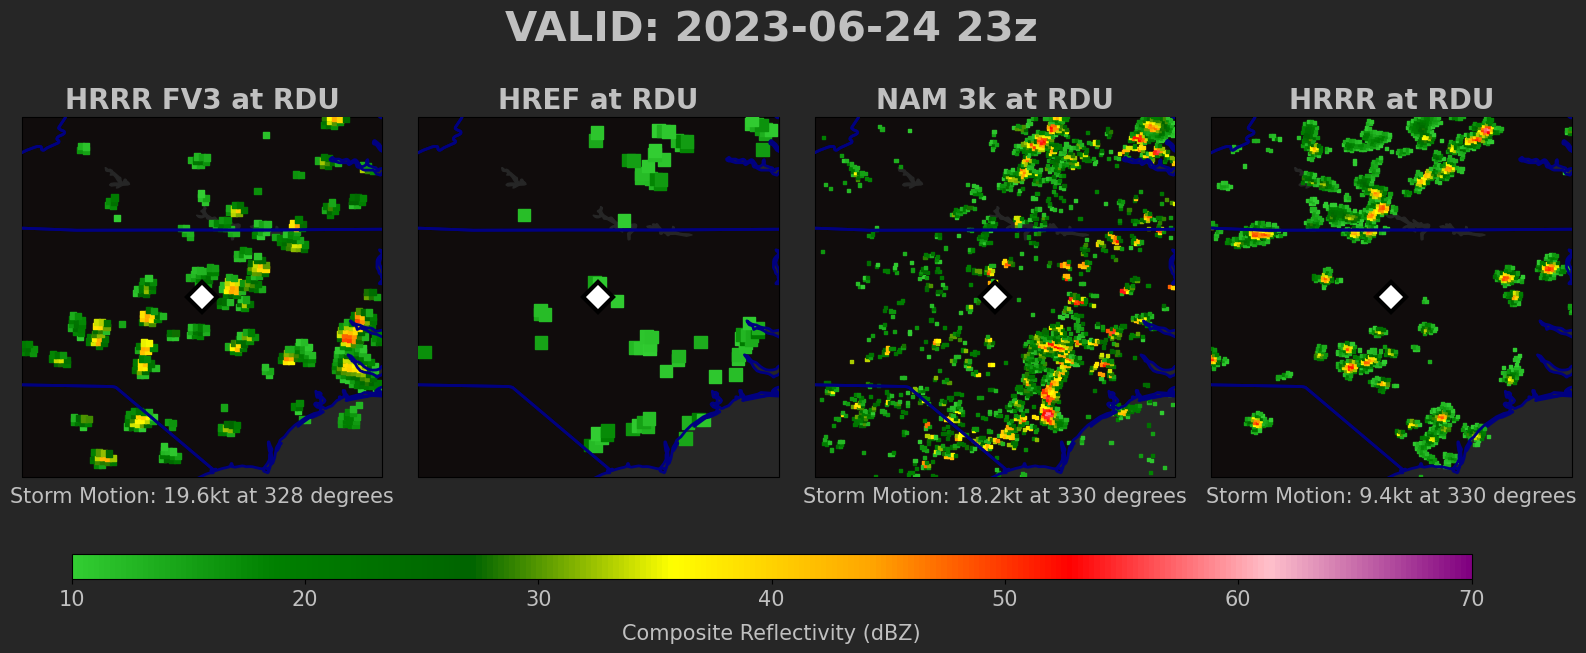 VALID: 2023-06-24 23z
HRRR FV3 at RDU
HREF at RDU
NAM 3k at RDU
HRRR at RDU
Storm Motion: 19.6kt at 328 degrees
Storm Motion: 18.2kt at 330 degrees
Storm Motion: 9.4kt at 330 degrees
10 20 30 40 50 60 70
Composite Reflectivity (dBZ)